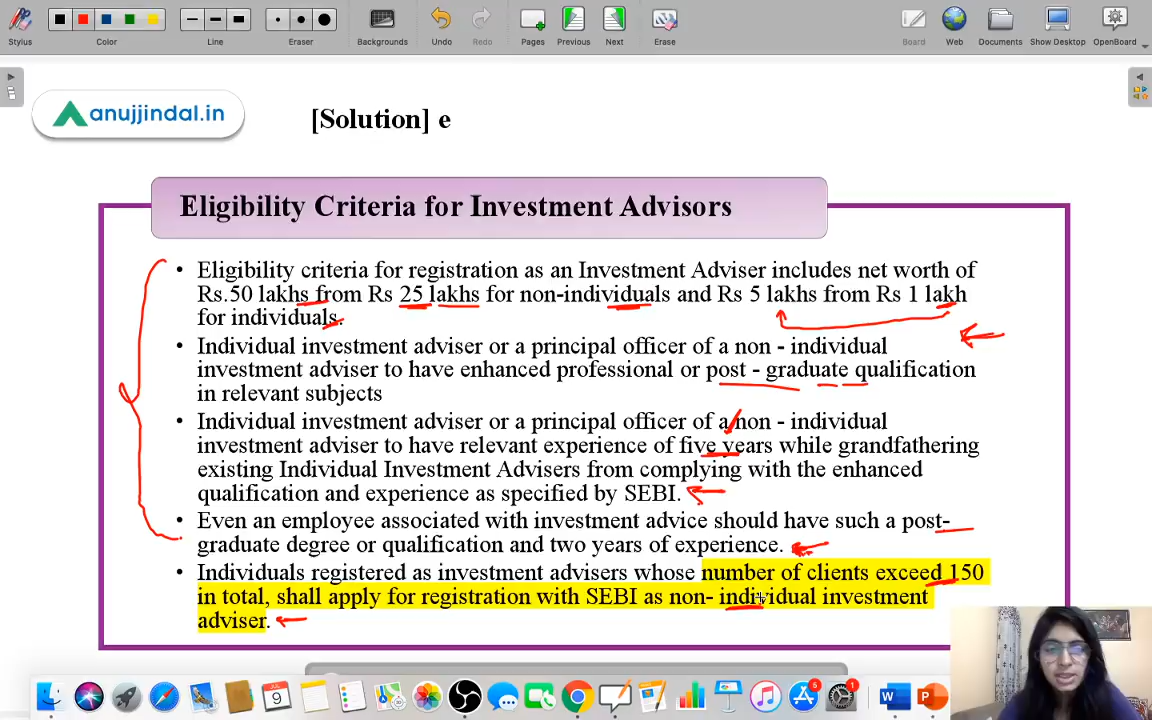 Stylus
Color
Line
Eraser
Backgrounds
Undo
Redo
Pages
Previous
Next
Erase
Board
Web
Documents
Show Desktop
OpenBoard
anujjindal.in
[Solution] e
Eligibility Criteria for Investment Advisors
• Eligibility criteria for registration as an Investment Adviser includes net worth of
Rs.50 lakhs from Rs 25 lakhs for non-individuals and Rs 5 lakhs from Rs 1 lakh
for individuals.
• Individual investment adviser or a principal officer of a non - individual
investment adviser to have enhanced professional or post - graduate qualification
in relevant subjects
• Individual investment adviser or a principal officer of a non - individual
investment adviser to have relevant experience of five years while grandfathering
existing Individual Investment Advisers from complying with the enhanced
qualification and experience as specified by SEBI.
• Even an employee associated with investment advice should have such a post-
graduate degree or qualification and two years of experience.
• Individuals registered as investment advisers whose number of clients exceed 150
in total, shall apply for registration with SEBI as non- individual investment
adviser.
9
5
1
W
P